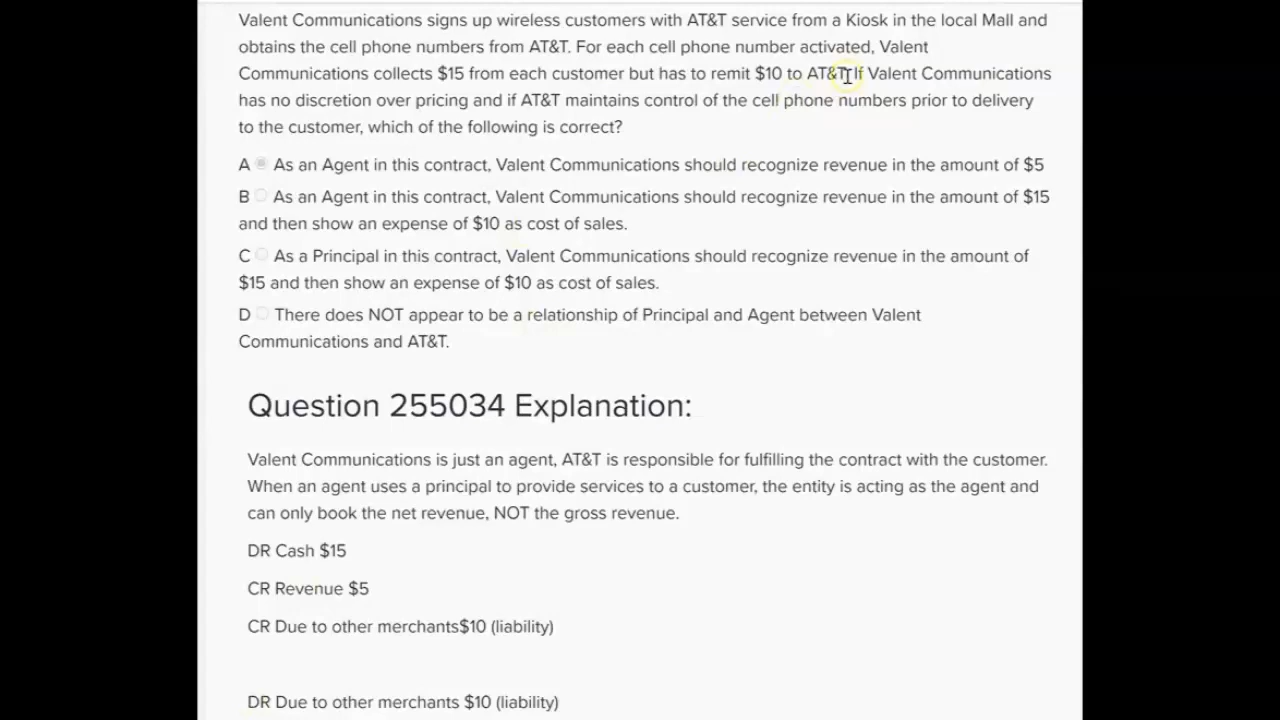 Valent Communications signs up wireless customers with AT&T service from a Kiosk in the local Mall and
obtains the cell phone numbers from AT&T. For each cell phone number activated, Valent
Communications collects $15 from each customer but has to remit $10 to AT&T. If Valent Communications
has no discretion over pricing and if AT&T maintains control of the cell phone numbers prior to delivery
to the customer, which of the following is correct?
A As an Agent in this contract, Valent Communications should recognize revenue in the amount of $5
B As an Agent in this contract, Valent Communications should recognize revenue in the amount of $15
and then show an expense of $10 as cost of sales.
C As a Principal in this contract, Valent Communications should recognize revenue in the amount of
$15 and then show an expense of $10 as cost of sales.
D There does NOT appear to be a relationship of Principal and Agent between Valent
Communications and AT&T.
Question 255034 Explanation:
Valent Communications is just an agent, AT&T is responsible for fulfilling the contract with the customer.
When an agent uses a principal to provide services to a customer, the entity is acting as the agent and
can only book the net revenue, NOT the gross revenue.
DR Cash $15
CR Revenue $5
CR Due to other merchants$10 (liability)
DR Due to other merchants $10 (liability)